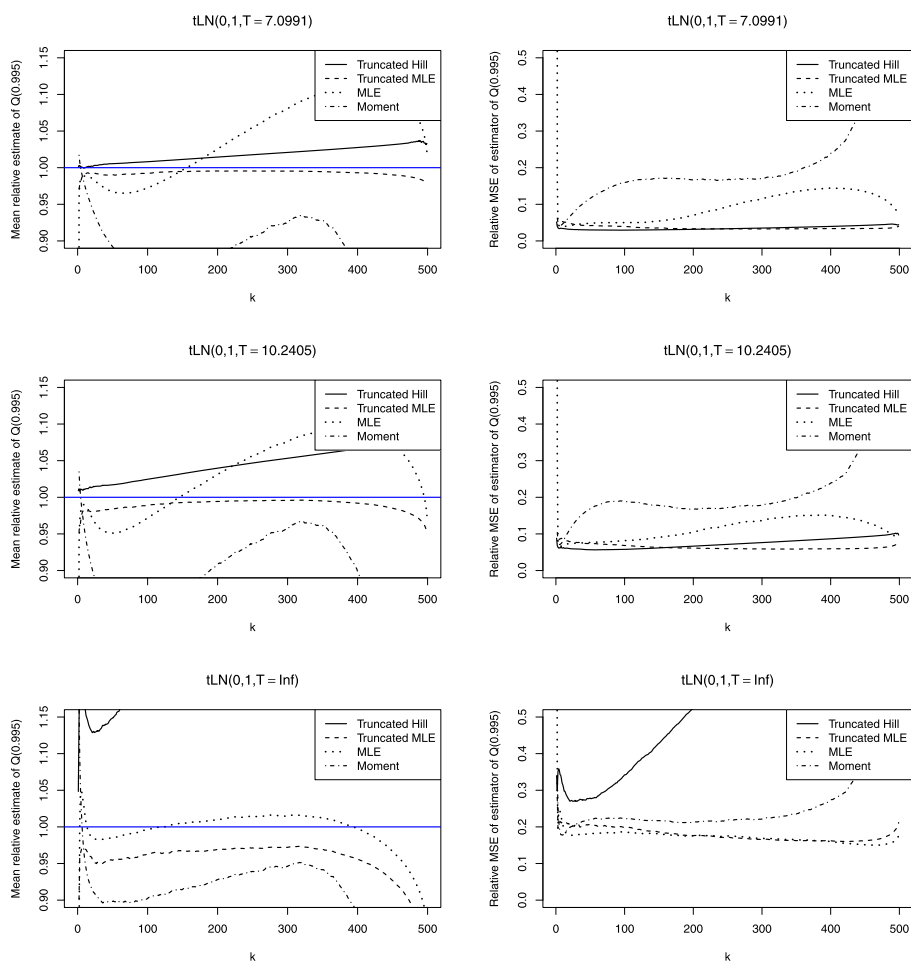 tLN(0,1,T = 7.0991)
Mean relative estimate of Q(0.995)
0.90 0.95 1.00 1.05 1.10 1.15
Truncated Hill
Truncated MLE
MLE
Moment
0 100 200 300 400 500
k
tLN(0,1,T = 7.0991)
Relative MSE of estimator of Q(0.995)
0.0 0.1 0.2 0.3 0.4 0.5
Truncated Hill
Truncated MLE
MLE
Moment
0 100 200 300 400 500
k
tLN(0,1,T = 10.2405)
Mean relative estimate of Q(0.995)
0.90 0.95 1.00 1.05 1.10 1.15
Truncated Hill
Truncated MLE
MLE
Moment
0 100 200 300 400 500
k
tLN(0,1,T = 10.2405)
Relative MSE of estimator of Q(0.995)
0.0 0.1 0.2 0.3 0.4 0.5
Truncated Hill
Truncated MLE
MLE
Moment
0 100 200 300 400 500
k
tLN(0,1,T = Inf)
Mean relative estimate of Q(0.995)
0.90 0.95 1.00 1.05 1.10 1.15
Truncated Hill
Truncated MLE
MLE
Moment
0 100 200 300 400 500
k
tLN(0,1,T = Inf)
Relative MSE of estimator of Q(0.995)
0.0 0.1 0.2 0.3 0.4 0.5
Truncated Hill
Truncated MLE
MLE
Moment
0 100 200 300 400 500
k